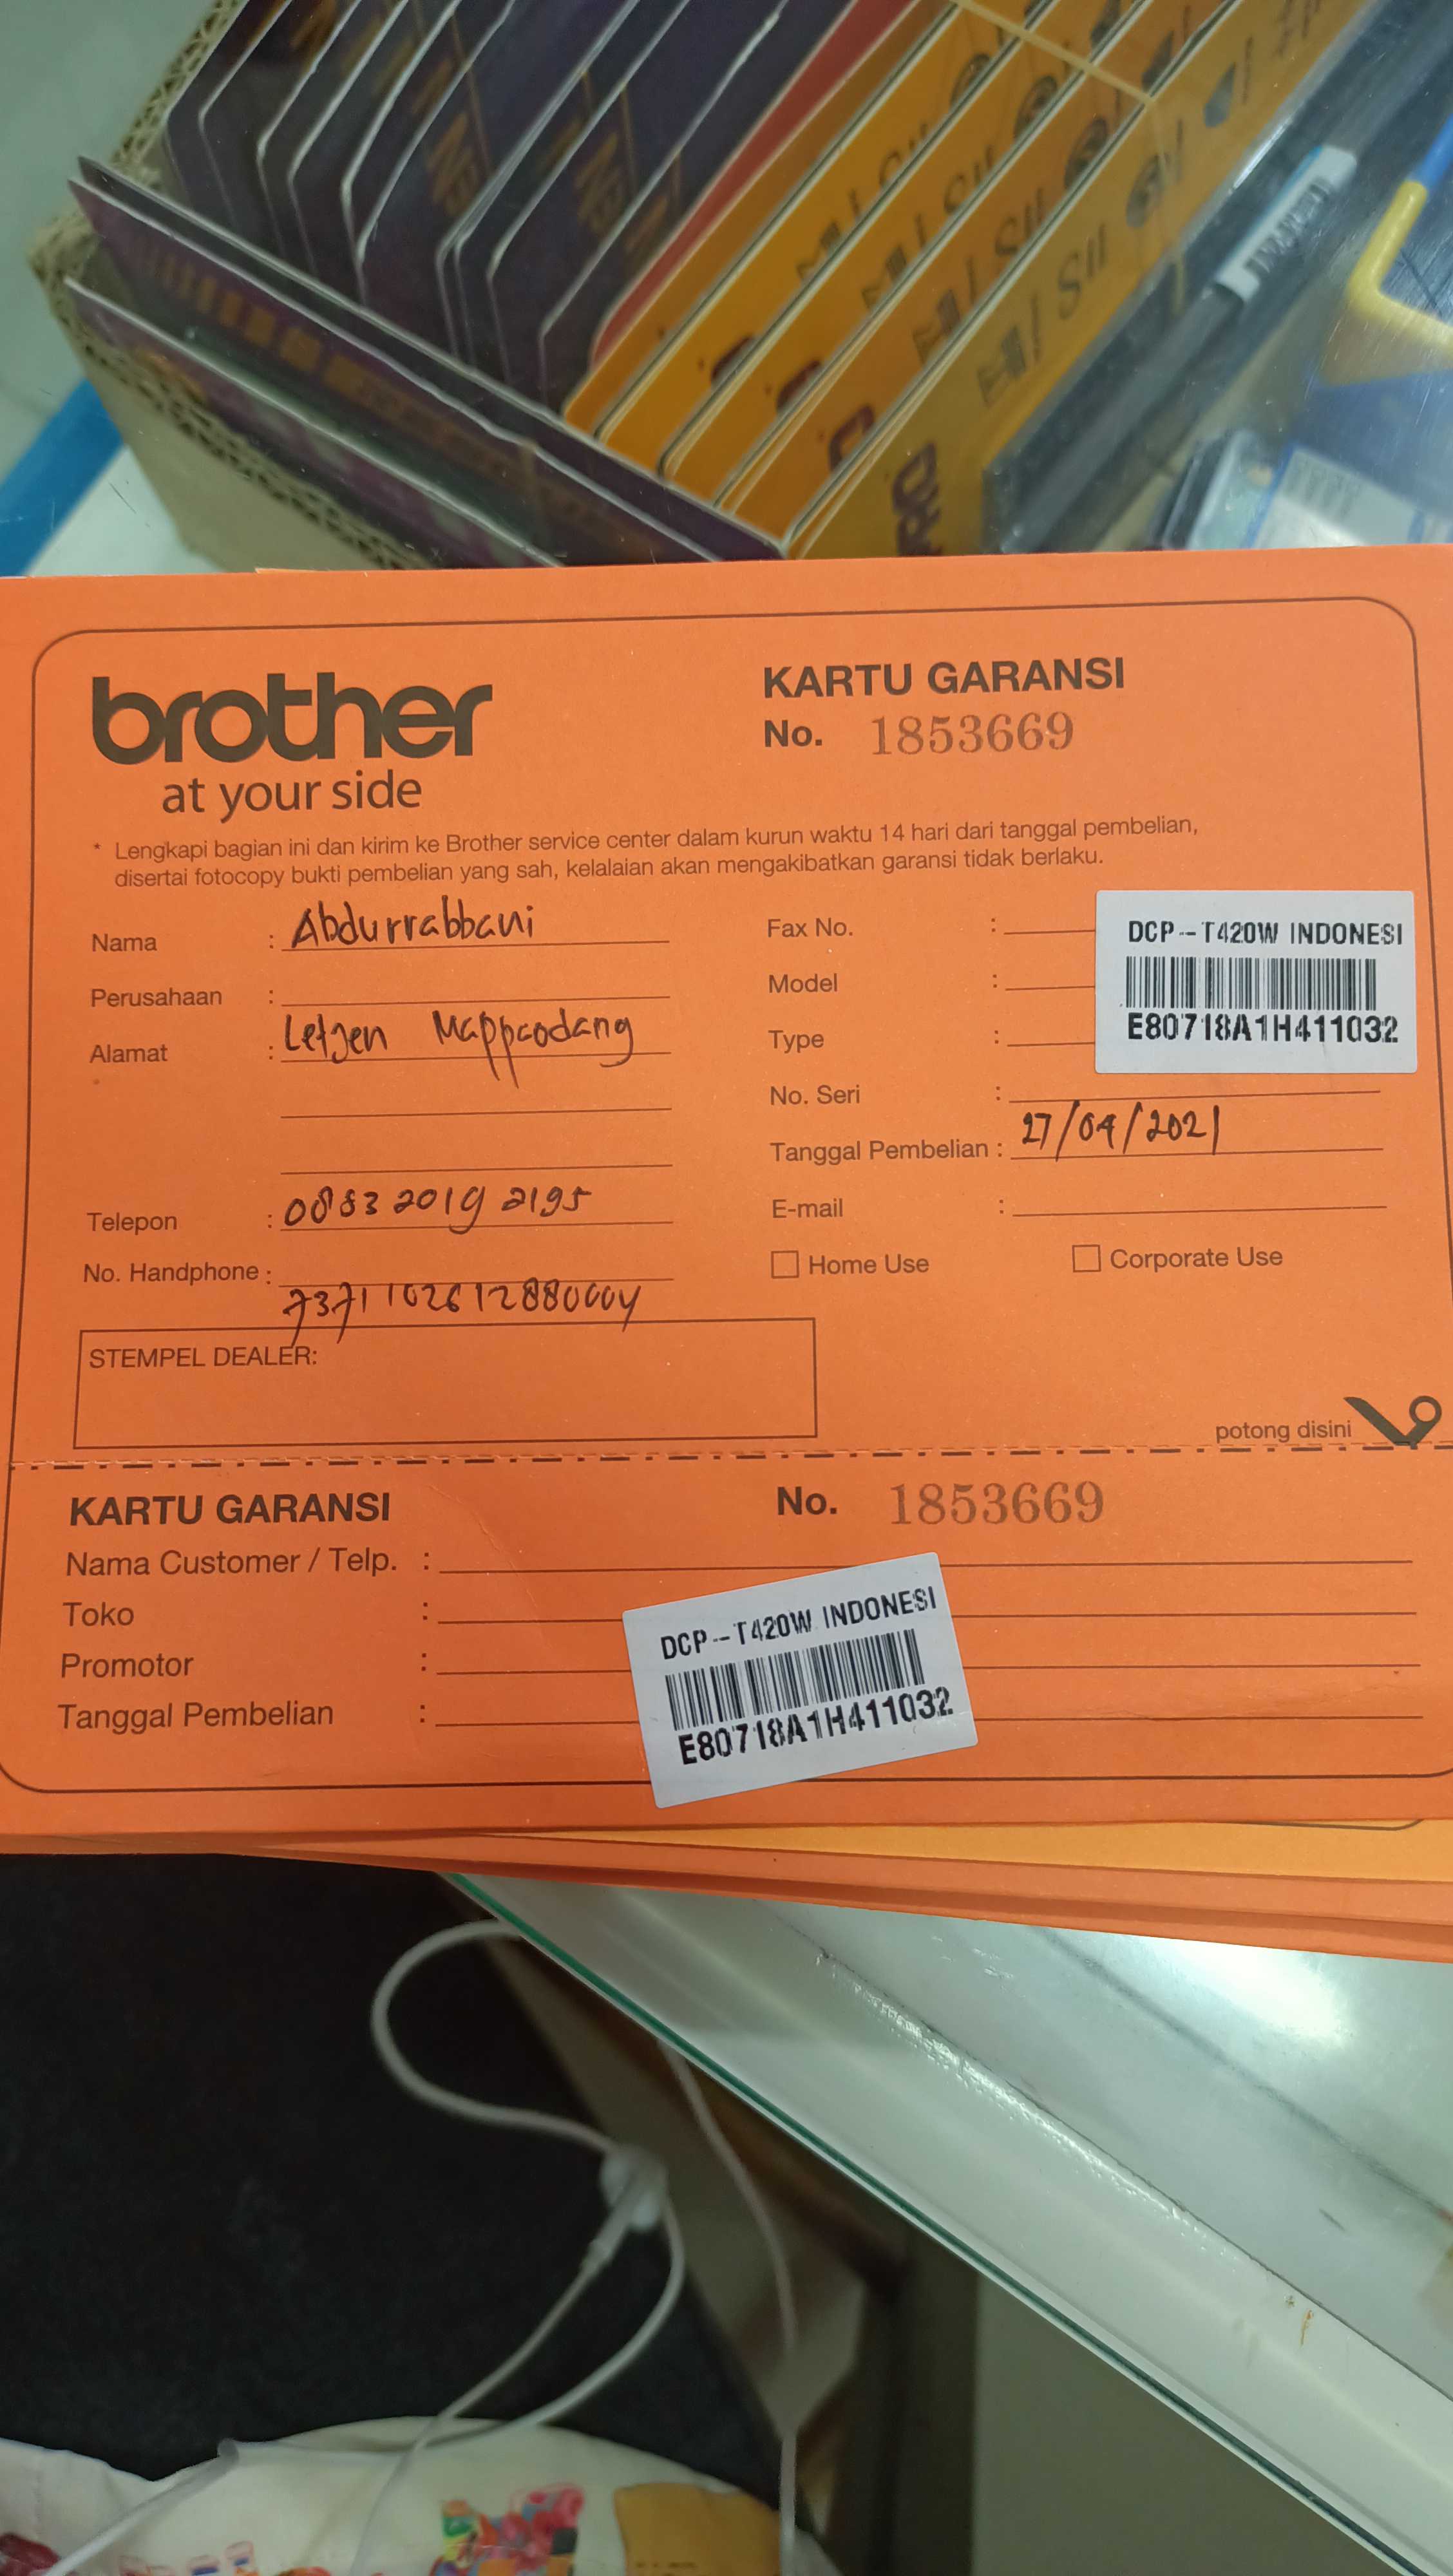 brother
at your side
KARTU GARANSI
No. 1853669
* Lengkapi bagian ini dan kirim ke Brother service center dalam kurun waktu 14 hari dari tanggal pembelian,
disertai fotocopy bukti pembelian yang sah, kelalaian akan mengakibatkan garansi tidak berlaku.
Nama : Abdurrabbani
Perusahaan :
Alamat : Letjen Mappaodang
Telepon : 0883 2019 2195
No. Handphone :
7371102612880004
Fax No. :
Model :
Type :
No. Seri :
DCP--T420W INDONESI
E80718A1H411032
Tanggal Pembelian : 27/04/2021
E-mail :
Home Use Corporate Use
STEMPEL DEALER:
potong disini
KARTU GARANSI No. 1853669
Nama Customer / Telp. :
Toko :
Promotor :
Tanggal Pembelian :
DCP--T420W INDONESI
E80718A1H411032